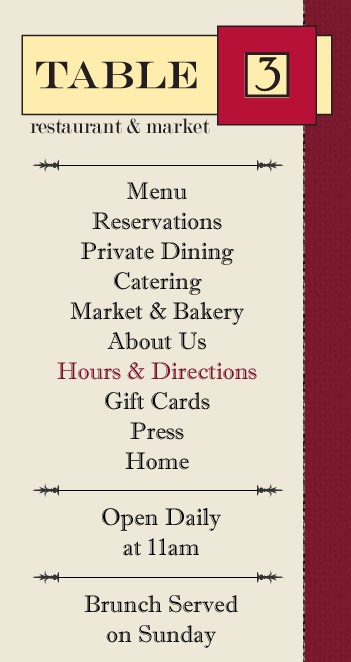 TABLE 3
restaurant & market
Menu
Reservations
Private Dining
Catering
Market & Bakery
About Us
Hours & Directions
Gift Cards
Press
Home
Open Daily
at 11am
Brunch Served
on Sunday